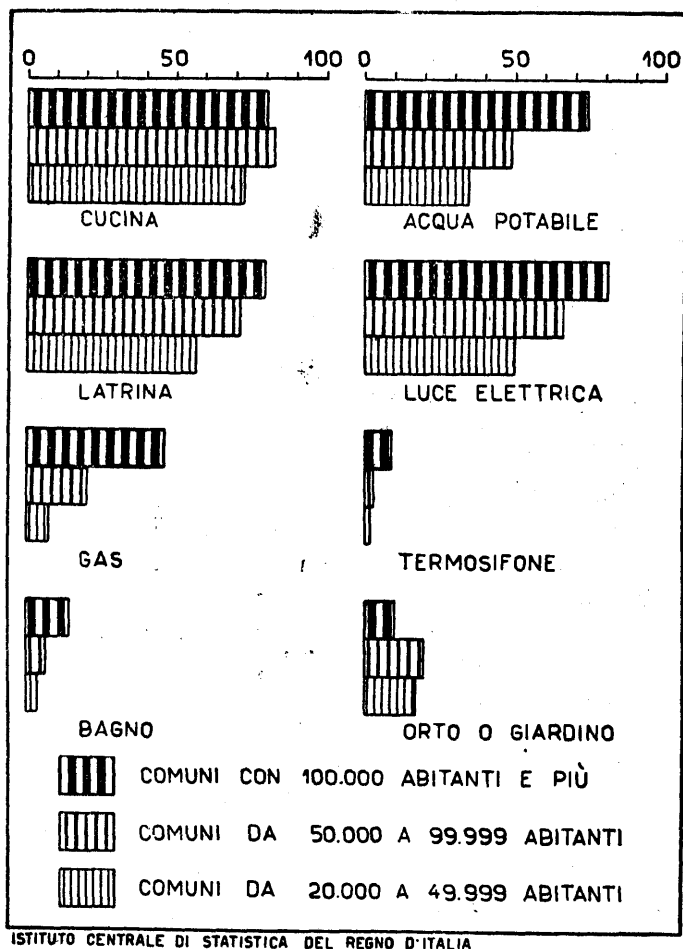 0 50 100 0 50 100
CUCINA ACQUA POTABILE
LATRINA LUCE ELETTRICA
GAS TERMOSIFONE
BAGNO ORTO O GIARDINO
COMUNI CON 100.000 ABITANTI E PIÙ
COMUNI DA 50.000 A 99.999 ABITANTI
COMUNI DA 20.000 A 49.999 ABITANTI
ISTITUTO CENTRALE DI STATISTICA DEL REGNO D'ITALIA